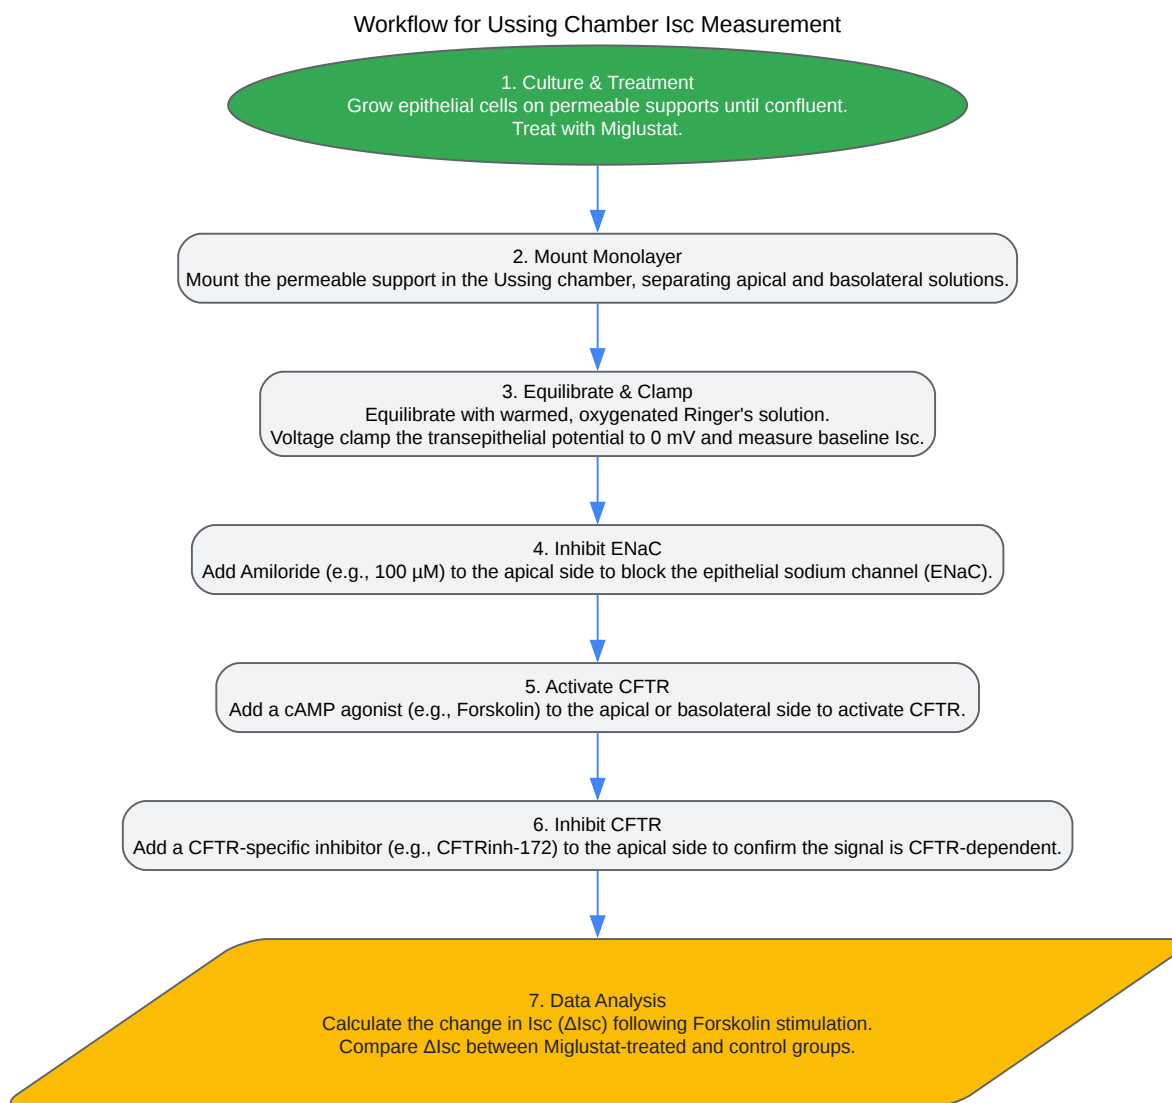 Workflow for Ussing Chamber Isc Measurement
1. Culture & Treatment
Grow epithelial cells on permeable supports until confluent.
Treat with Miglustat.
2. Mount Monolayer
Mount the permeable support in the Ussing chamber, separating apical and basolateral solutions.
3. Equilibrate & Clamp
Equilibrate with warmed, oxygenated Ringer's solution.
Voltage clamp the transepithelial potential to 0 mV and measure baseline Isc.
4. Inhibit ENaC
Add Amiloride (e.g., 100 µM) to the apical side to block the epithelial sodium channel (ENaC).
5. Activate CFTR
Add a cAMP agonist (e.g., Forskolin) to the apical or basolateral side to activate CFTR.
6. Inhibit CFTR
Add a CFTR-specific inhibitor (e.g., CFTRinh-172) to the apical side to confirm the signal is CFTR-dependent.
7. Data Analysis
Calculate the change in Isc (ΔIsc) following Forskolin stimulation.
Compare ΔIsc between Miglustat-treated and control groups.